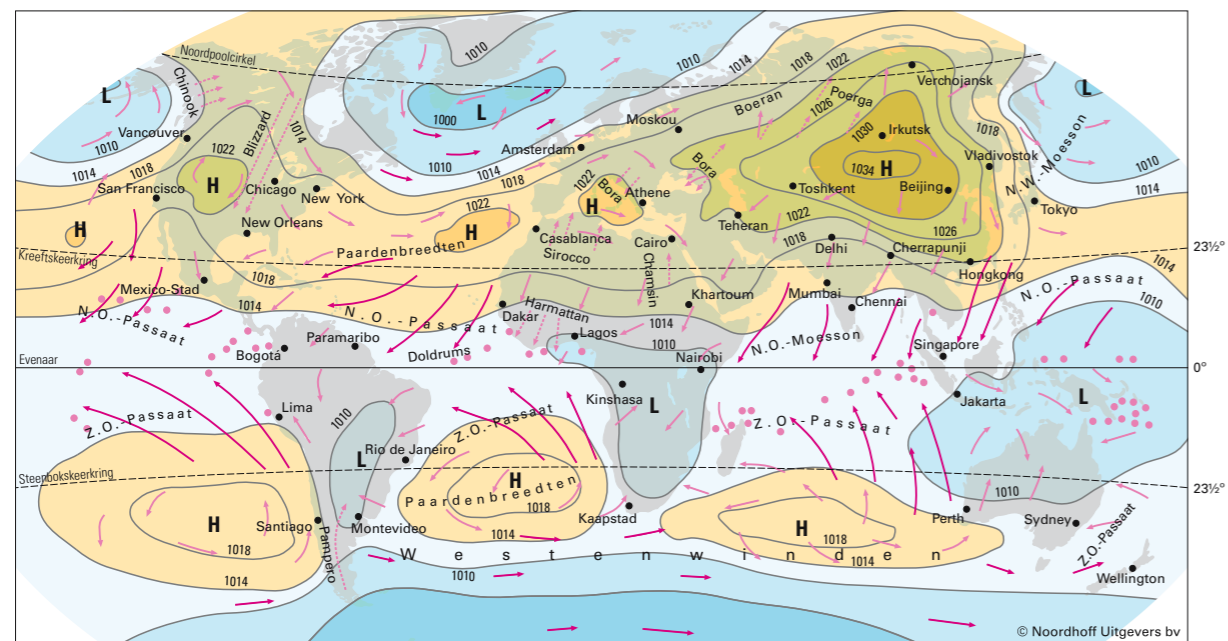 1010
Noordpoolcirkel
1010
1014
1018
1022
Verchojansk
Chinook
L
1000
L
Boeran
1026
Poerga
L
Vancouver
Blizzard
1014
Moskou
1030
Irkutsk
1018
N.W.-Moesson
1010
1010
Amsterdam
Vladivostok
1010
1014
1018
1022
1014
1018
Bora
1034
H
1014
San Francisco
H
Chicago
New York
1022
Bora
Athene
Toshkent
Beijing
Tokyo
H
New Orleans
1022
H
H
Teheran
1022
1026
Casablanca
Cairo
1018
Delhi
Cherrapunji
23½°
Kreeftskeerking
Paardenbreedten
Sirocco
Hongkong
1014
Mexico-Stad
1018
Chamsin
N.O.-Passaat
1010
1014
Khartoum
Mumbai
Chennai
N.O.-Passaat
N.O.-Passaat
Dakar
Harmattan
1014
Paramaribo
Lagos
1010
N.O.-Moesson
Singapore
Bogotá
Doldrums
Nairobi
Evenaar
0°
Kinshasa
L
Jakarta
L
Lima
1010
Z.O.-Passaat
Z.O.-Passaat
Z.O.-Passaat
L
Rio de Janeiro
Steenbokskeerkring
H
Paardenbreedten
1010
23½°
1018
Kaapstad
Perth
Sydney
H
Santiago
Montevideo
H
1018
Pampero
1014
1018
Z.O.-Passaat
1014
Westenwinden
1014
1010
Wellington
© Noordhoff Uitgevers bv